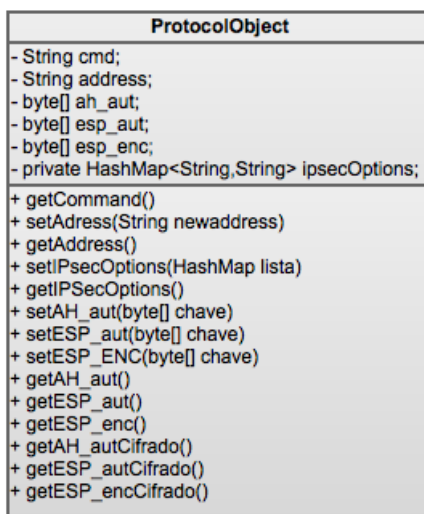 ProtocolObject
- String cmd;
- String address;
- byte[] ah_aut;
- byte[] esp_aut;
- byte[] esp_enc;
- private HashMap<String,String> ipsecOptions;
+ getCommand()
+ setAdress(String newaddress)
+ getAddress()
+ setIPsecOptions(HashMap lista)
+ getIPSecOptions()
+ setAH_aut(byte[] chave)
+ setESP_aut(byte[] chave)
+ setESP_ENC(byte[] chave)
+ getAH_aut()
+ getESP_aut()
+ getESP_enc()
+ getAH_autCifrado()
+ getESP_autCifrado()
+ getESP_encCifrado()